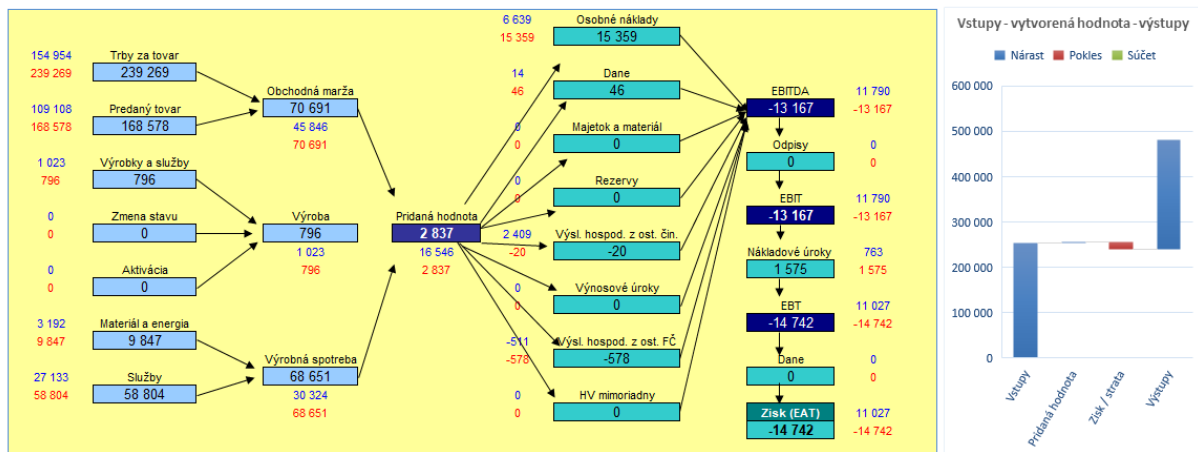 154 954
239 269
Trby za tovar
239 269
109 108
168 578
Predaný tovar
168 578
1 023
796
Výrobky a služby
796
0
0
Zmena stavu
0
0
0
Aktivácia
0
3 192
9 847
Materiál a energia
9 847
27 133
58 804
Služby
58 804
Obchodná marža
70 691
45 846
70 691
Výroba
796
1 023
796
Výrobná spotreba
68 651
30 324
68 651
Pridaná hodnota
2 837
16 546
2 837
6 639
15 359
Osobné náklady
15 359
14
46
Dane
46
0
0
Majetok a materiál
0
0
0
Rezervy
0
2 409
-20
Výsl. hospod. z ost. čin.
-20
0
0
Výnosové úroky
0
-511
-578
Výsl. hospod. z ost. FČ
-578
0
0
HV mimoriadny
0
EBITDA
-13 167
11 790
-13 167
Odpisy
0
0
0
EBIT
-13 167
11 790
-13 167
Nákladové úroky
1 575
763
1 575
EBT
-14 742
11 027
-14 742
Dane
0
0
0
Zisk (EAT)
-14 742
11 027
-14 742
Vstupy - vytvorená hodnota - výstupy
Nárast Pokles Súčet
600 000
500 000
400 000
300 000
200 000
100 000
0
Vstupy
Pridaná hodnota
Zisk / strata
Výstupy